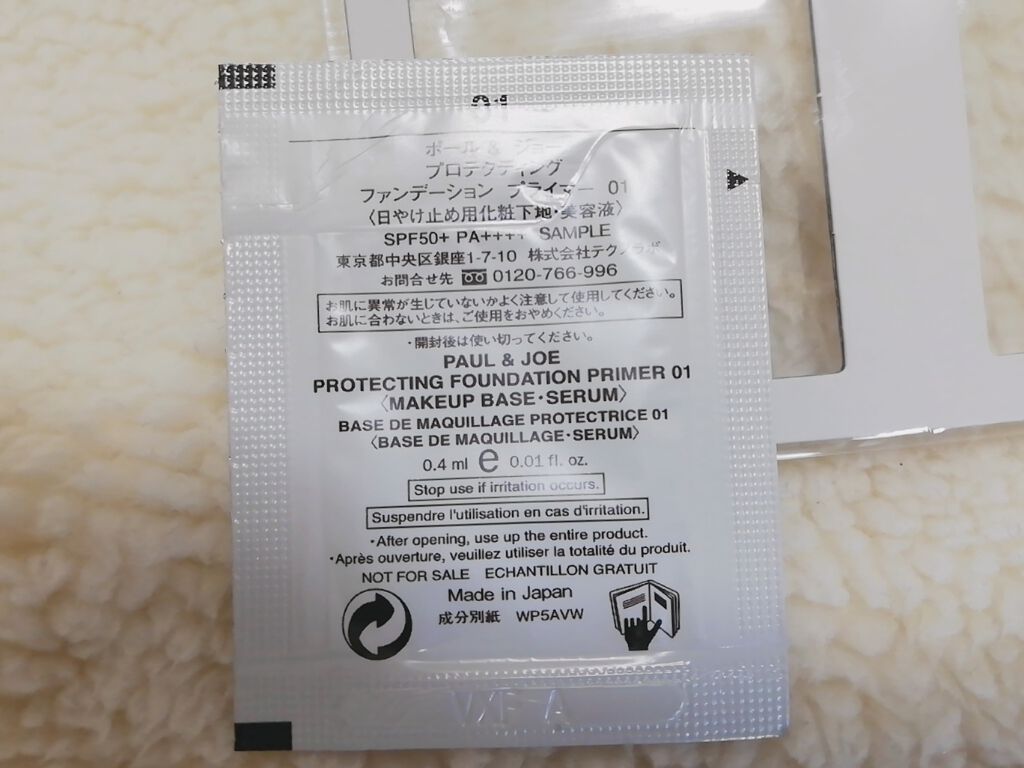 01
ポール & ジョー
プロテクティング
ファンデーション プライマー 01
〈日やけ止め用化粧下地・美容液〉
SPF50+ PA++++ SAMPLE
東京都中央区銀座1-7-10 株式会社テクノラボ
お問合せ先 0120-766-996
お肌に異常が生じていないかよく注意して使用してください。
お肌に合わないときは、ご使用をおやめください。
・開封後は使い切ってください。
PAUL & JOE
PROTECTING FOUNDATION PRIMER 01
〈MAKEUP BASE・SERUM〉
BASE DE MAQUILLAGE PROTECTRICE 01
〈BASE DE MAQUILLAGE・SERUM〉
0.4 ml e 0.01 fl. oz.
Stop use if irritation occurs.
Suspendre l'utilisation en cas d'irritation.
・After opening, use up the entire product.
・Après ouverture, veuillez utiliser la totalité du produit.
NOT FOR SALE ECHANTILLON GRATUIT
Made in Japan
成分別紙 WP5AVW